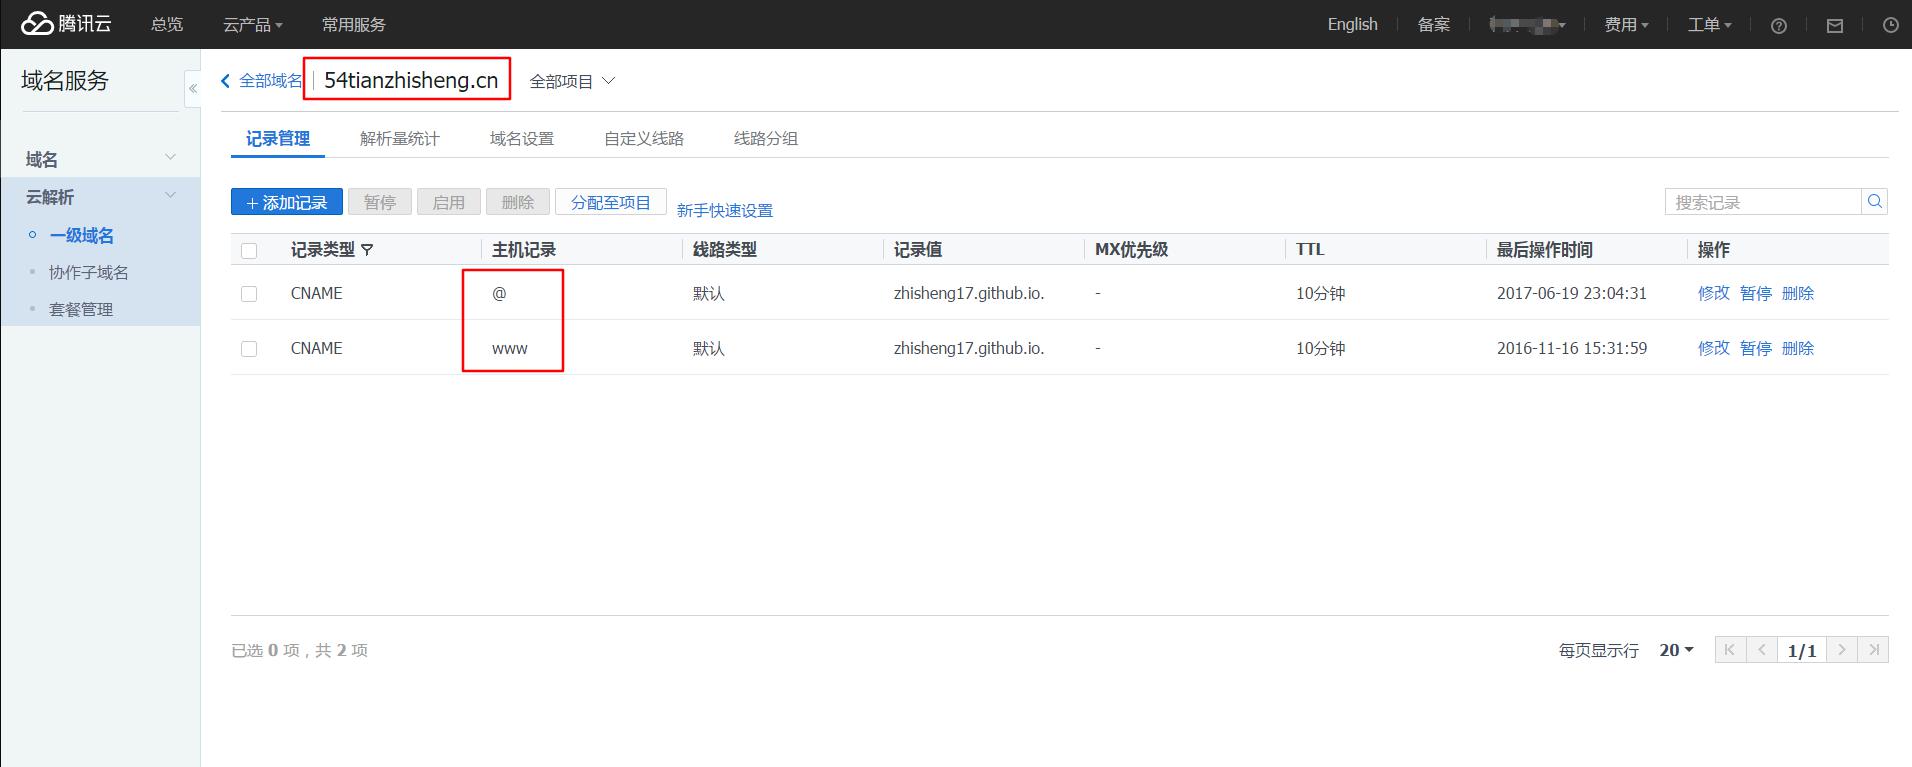 腾讯云 总览 云产品 常用服务 English 备案 费用 工单
域名服务
全部域名 54tianzhisheng.cn 全部项目
记录管理 解析量统计 域名设置 自定义线路 线路分组
域名
云解析
一级域名
协作子域名
套餐管理
+ 添加记录 暂停 启用 删除 分配至项目 新手快速设置 搜索记录
记录类型 主机记录 线路类型 记录值 MX优先级 TTL 最后操作时间 操作
CNAME @ 默认 zhisheng17.github.io. - 10分钟 2017-06-19 23:04:31 修改 暂停 删除
CNAME www 默认 zhisheng17.github.io. - 10分钟 2016-11-16 15:31:59 修改 暂停 删除
已选 0 项，共 2 项 每页显示行 20 1/1